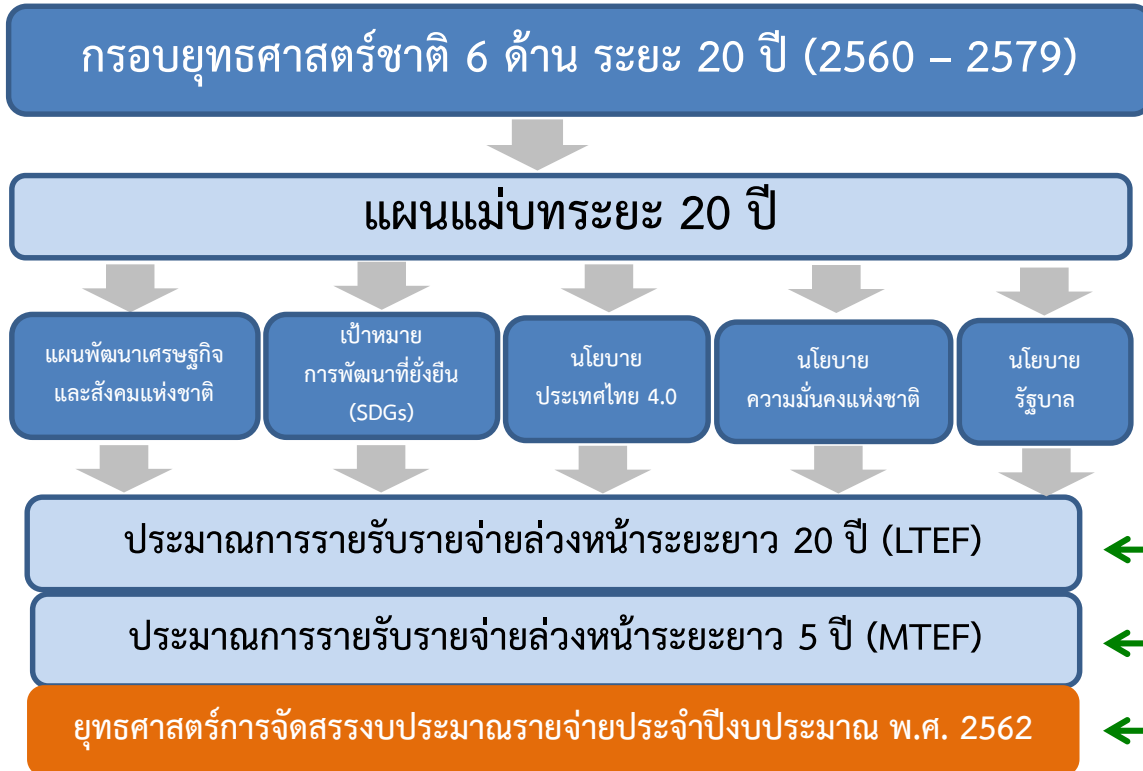 กรอบยุทธศาสตร์ชาติ 6 ด้าน ระยะ 20 ปี (2560 – 2579)
แผนแม่บทระยะ 20 ปี
แผนพัฒนาเศรษฐกิจ
และสังคมแห่งชาติ
เป้าหมาย
การพัฒนาที่ยั่งยืน
(SDGs)
นโยบาย
ประเทศไทย 4.0
นโยบาย
ความมั่นคงแห่งชาติ
นโยบาย
รัฐบาล
ประมาณการรายรับรายจ่ายล่วงหน้าระยะยาว 20 ปี (LTEF)
ประมาณการรายรับรายจ่ายล่วงหน้าระยะยาว 5 ปี (MTEF)
ยุทธศาสตร์การจัดสรรงบประมาณรายจ่ายประจำปีงบประมาณ พ.ศ. 2562